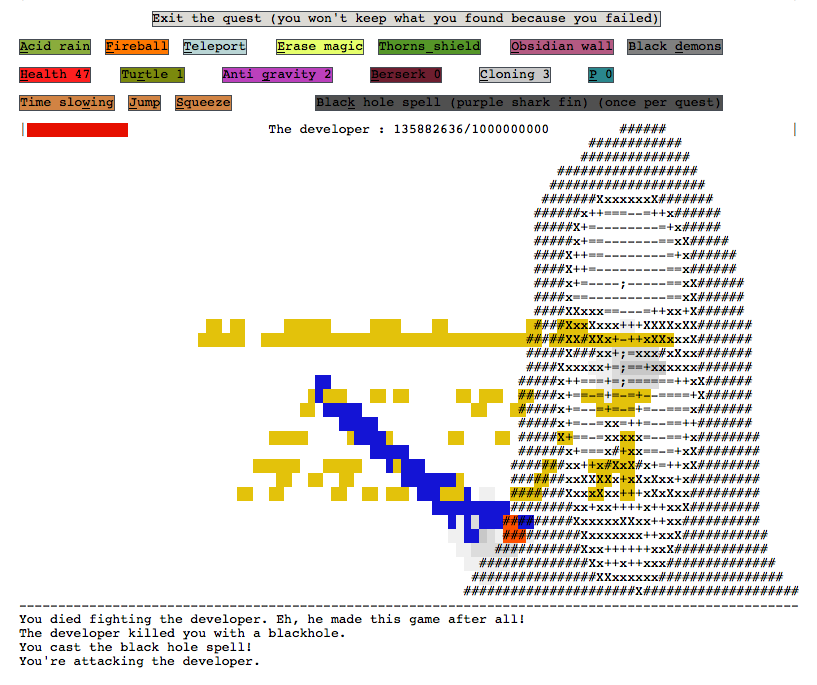 Exit the quest (you won't keep what you found because you failed)
Acid rain Fireball Teleport Erase magic Thorns shield Obsidian wall Black demons
Health 47 Turtle 1 Anti gravity 2 Berserk 0 Cloning 3 P 0
Time slowing Jump Squeeze Black hole spell (purple shark fin) (once per quest)
The developer : 135882636/1000000000
You died fighting the developer. Eh, he made this game after all!
The developer killed you with a blackhole.
You cast the black hole spell!
You're attacking the developer.